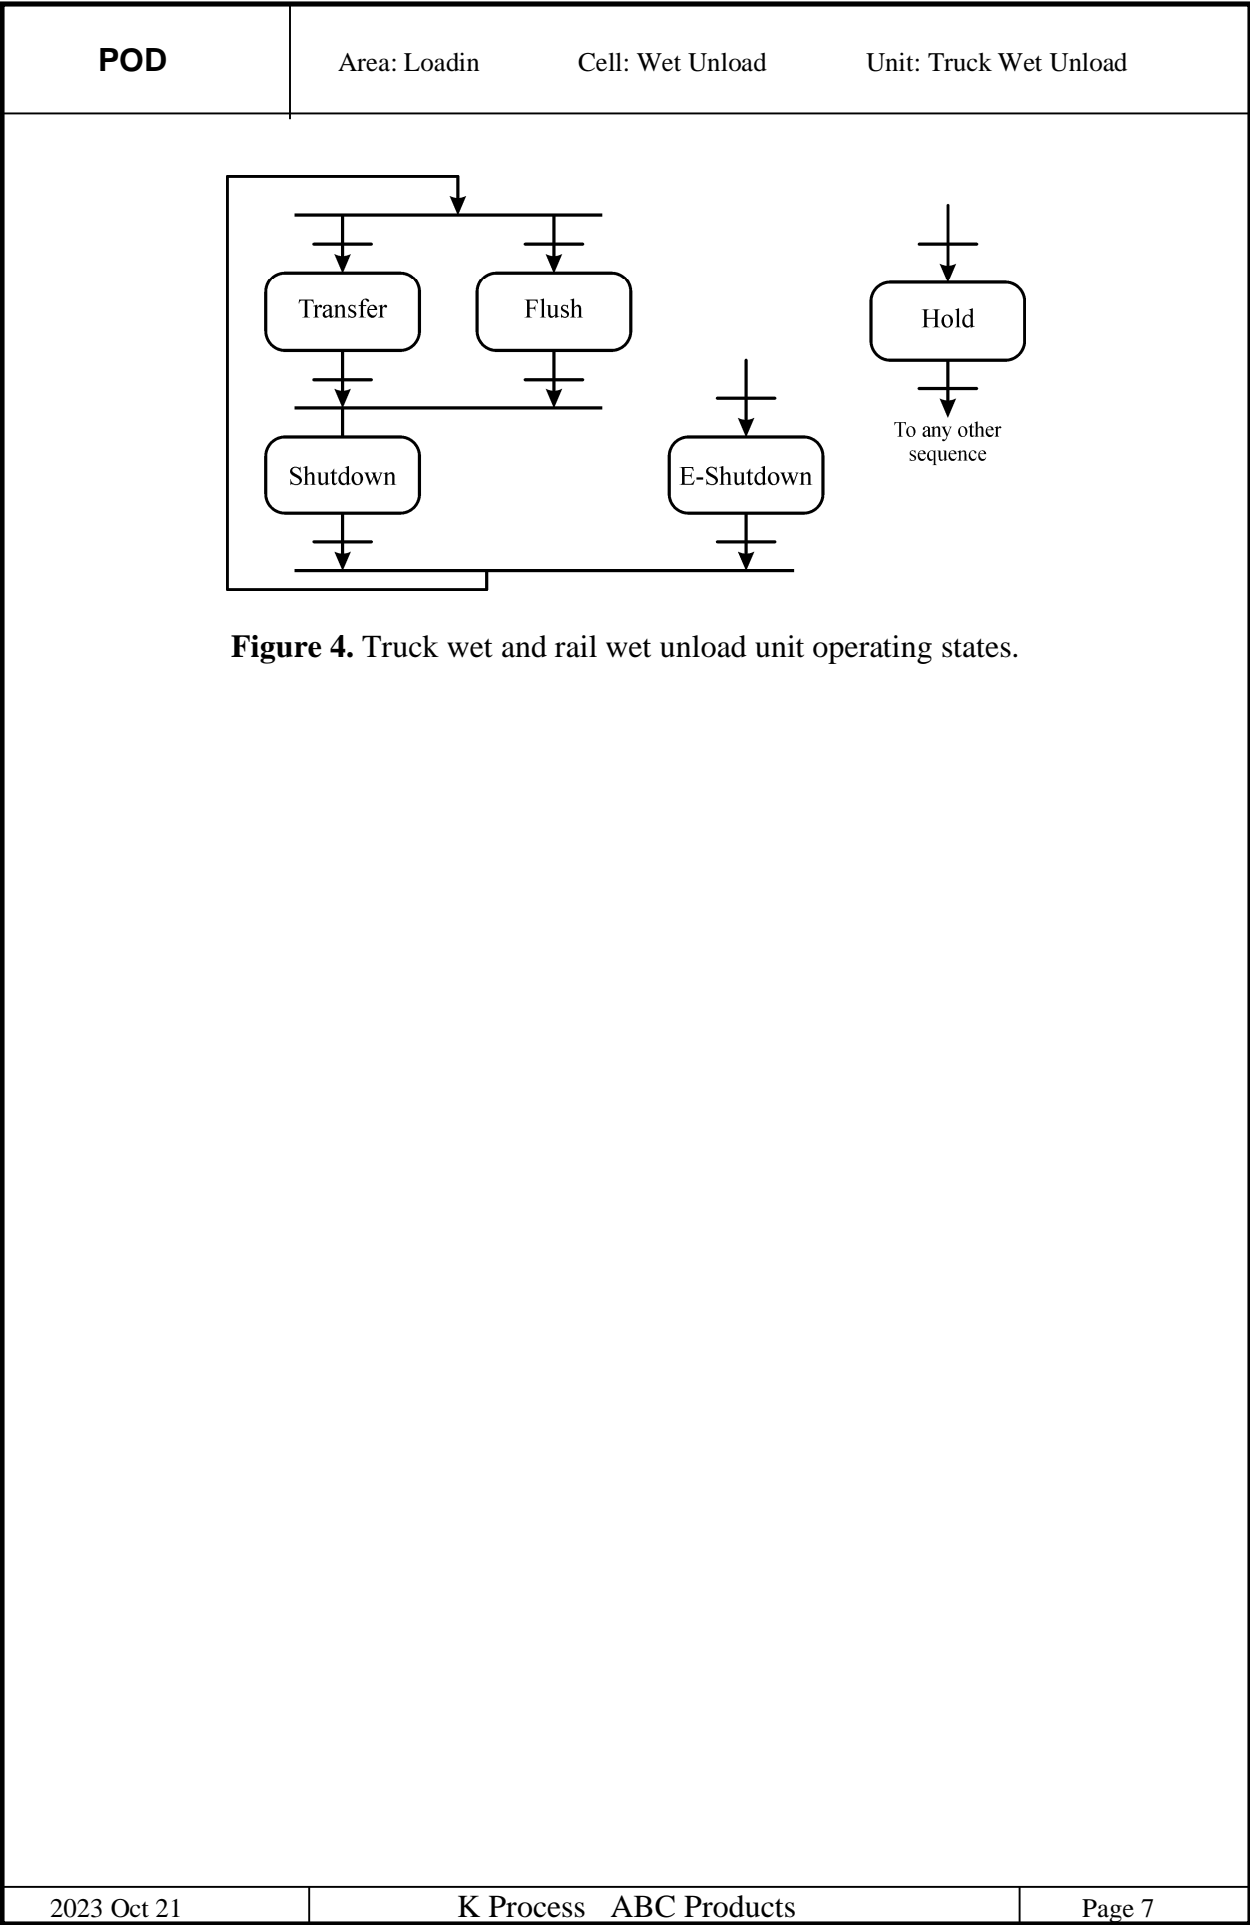 POD Area: Loadin Cell: Wet Unload Unit: Truck Wet Unload
Transfer Flush Hold
To any other
sequence
Shutdown E-Shutdown
Figure 4. Truck wet and rail wet unload unit operating states.
2023 Oct 21 K Process ABC Products Page 7